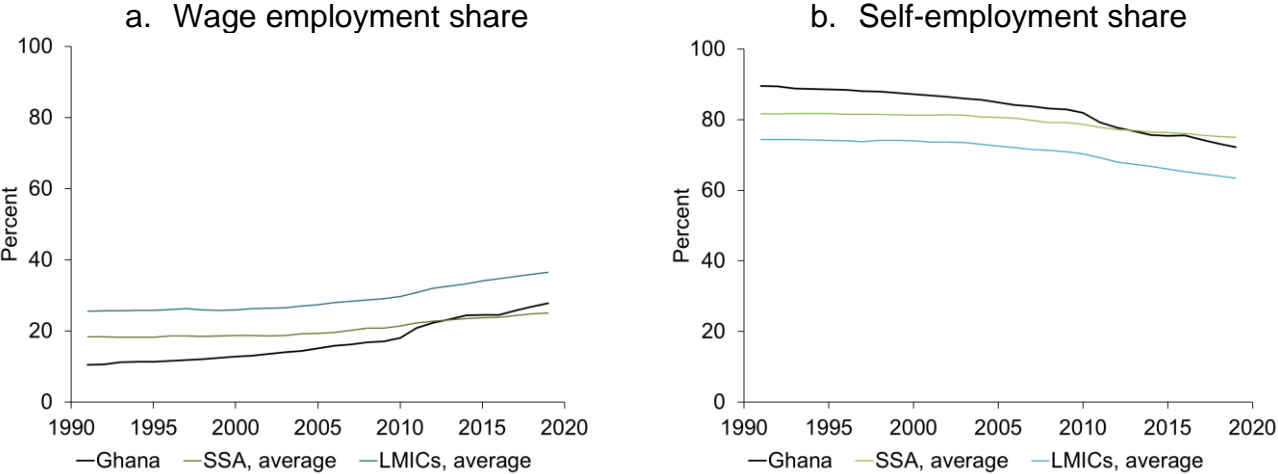 a. Wage employment share
100
80
60
40
20
0
Percent
1990 1995 2000 2005 2010 2015 2020
Ghana SSA, average LMICs, average
b. Self-employment share
100
80
60
40
20
0
Percent
1990 1995 2000 2005 2010 2015 2020
Ghana SSA, average LMICs, average